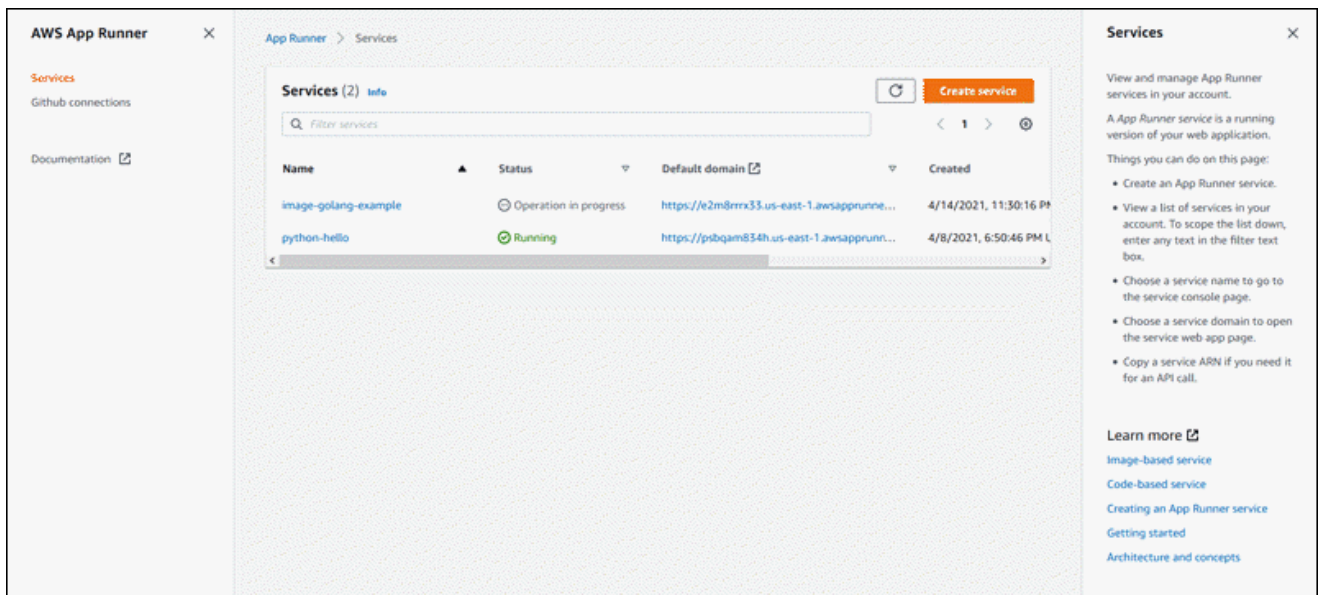 AWS App Runner
Services
Github connections
Documentation
App Runner > Services
Services (2) Info
Create service
Filter services
1
Name Status Default domain Created
image-golang-example Operation in progress https://e2m8rrrx33.us-east-1.awsapprunne... 4/14/2021, 11:30:16 PM
python-hello Running https://psbqam834h.us-east-1.awsapprunn... 4/8/2021, 6:50:46 PM U
Services
View and manage App Runner
services in your account.
A App Runner service is a running
version of your web application.
Things you can do on this page:
• Create an App Runner service.
• View a list of services in your
account. To scope the list down,
enter any text in the filter text
box.
• Choose a service name to go to
the service console page.
• Choose a service domain to open
the service web app page.
• Copy a service ARN if you need it
for an API call.
Learn more
Image-based service
Code-based service
Creating an App Runner service
Getting started
Architecture and concepts